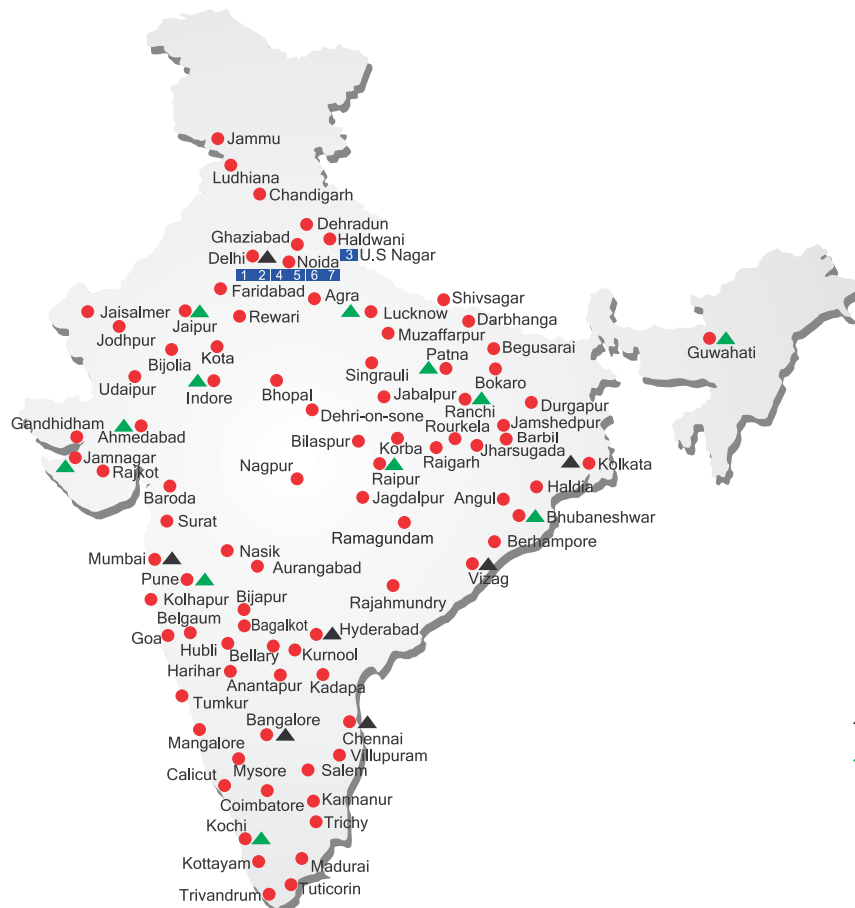 Jammu
Ludhiana
Chandigarh
Dehradun
Ghaziabad
Haldwani
Delhi
Noida
3 U.S Nagar
1 2 4 5 6 7
Faridabad
Agra
Shivsagar
Jaisalmer
Jaipur
Rewari
Lucknow
Darbhanga
Jodhpur
Muzaffarpur
Guwahati
Bijolia
Kota
Patna
Begusarai
Singrauli
Udaipur
Indore
Bhopal
Jabalpur
Bokaro
Ranchi
Durgapur
Dehri-on-sone
Gandhidham
Ahmedabad
Rourkela
Jamshedpur
Bilaspur
Korba
Barbil
Raigarh
Jharsugada
Jamnagar
Rajkot
Nagpur
Raipur
Kolkata
Baroda
Jagdalpur
Angul
Haldia
Surat
Bhubaneshwar
Ramagundam
Berhampore
Mumbai
Nasik
Aurangabad
Vizag
Pune
Kolhapur
Bijapur
Rajahmundry
Belgaum
Bagalkot
Goa
Hyderabad
Hubli
Bellary
Kurnool
Harihar
Anantapur
Kadapa
Tumkur
Bangalore
Chennai
Mangalore
Villupuram
Mysore
Salem
Calicut
Coimbatore
Kannanur
Kochi
Trichy
Kottayam
Madurai
Trivandrum
Tuticorin